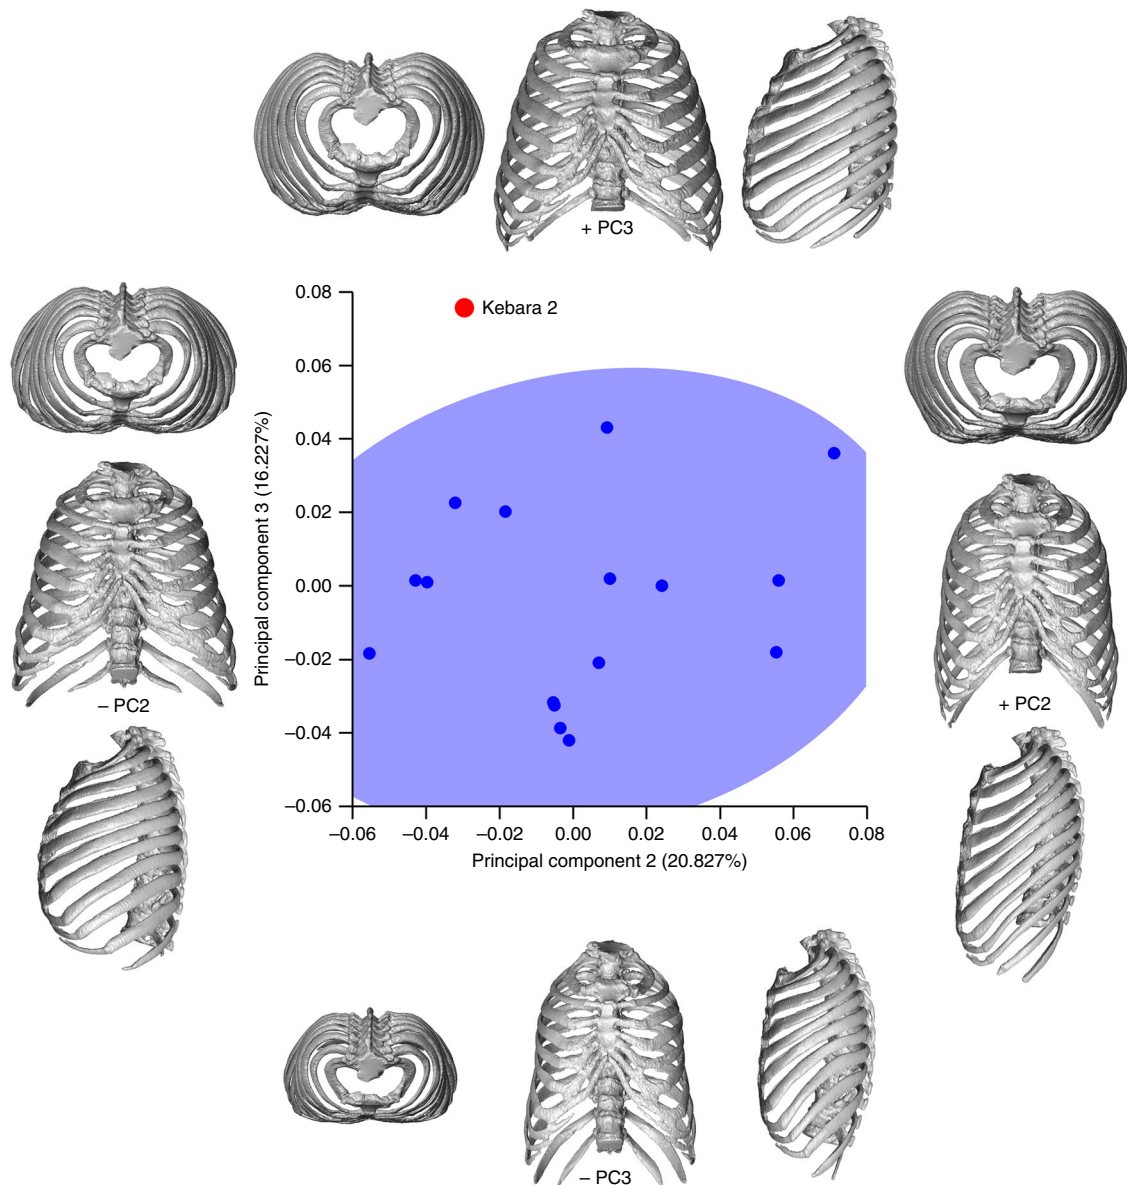 + PC3
0.08
Kebara 2
0.06
0.04
0.02
0.00
–0.02
–0.04
–0.06
Principal component 3 (16.227%)
–0.06 –0.04 –0.02 0.00 0.02 0.04 0.06 0.08
Principal component 2 (20.827%)
– PC2
+ PC2
– PC3